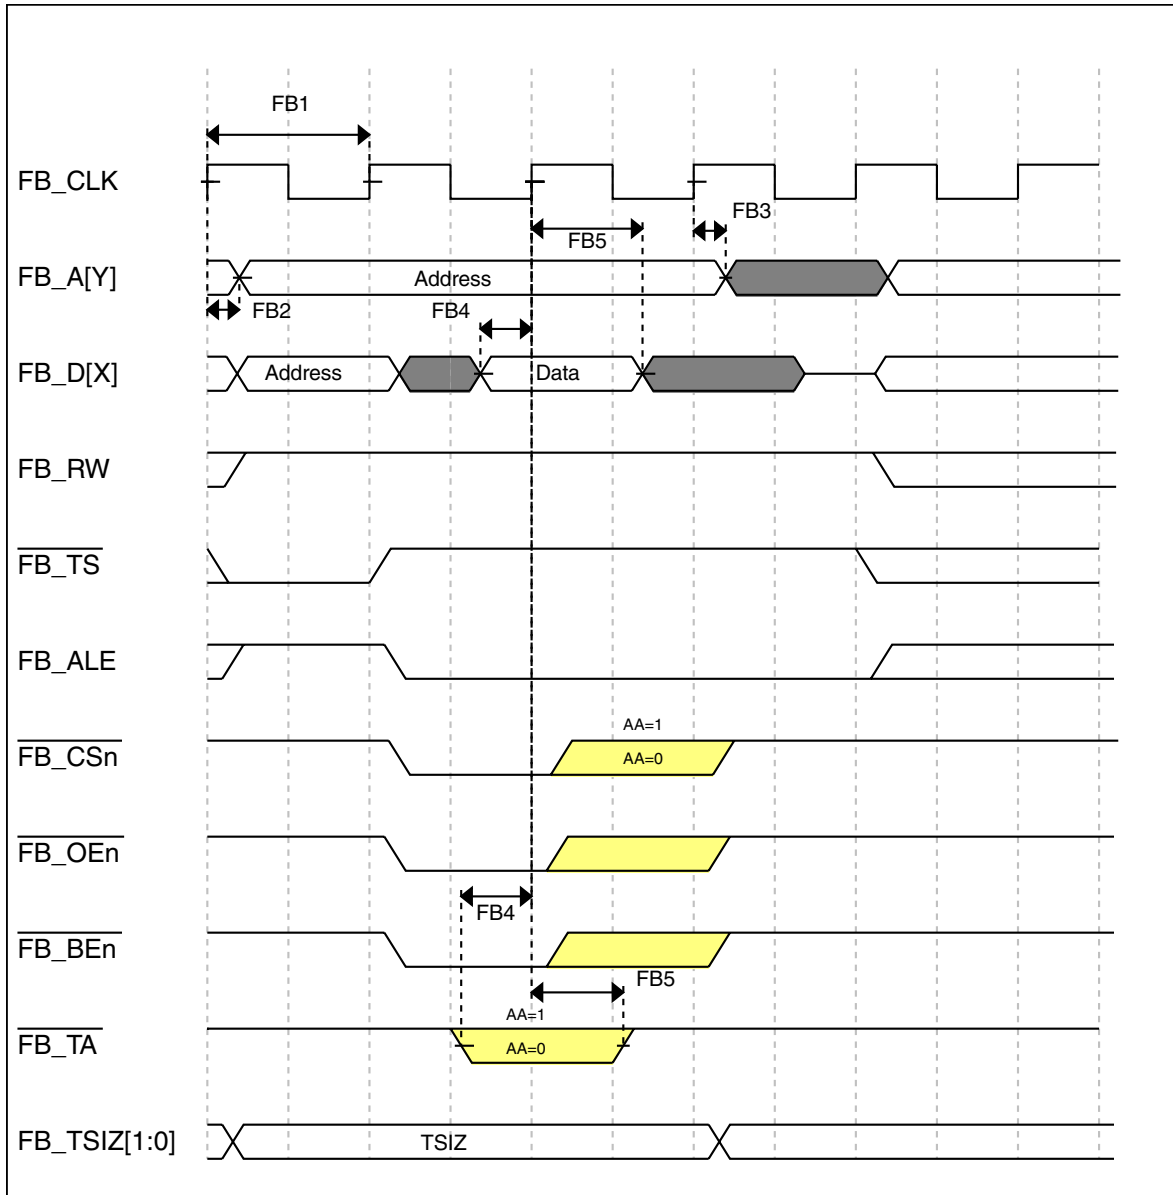 FB1
FB_CLK
FB3
FB5
FB_A[Y]
Address
FB2
FB4
FB_D[X]
Address
Data
FB_RW
FB_TS
FB_ALE
AA=1
FB_CSn
AA=0
FB_OEn
FB4
FB_BEn
FB5
AA=1
FB_TA
AA=0
FB_TSIZ[1:0]
TSIZ